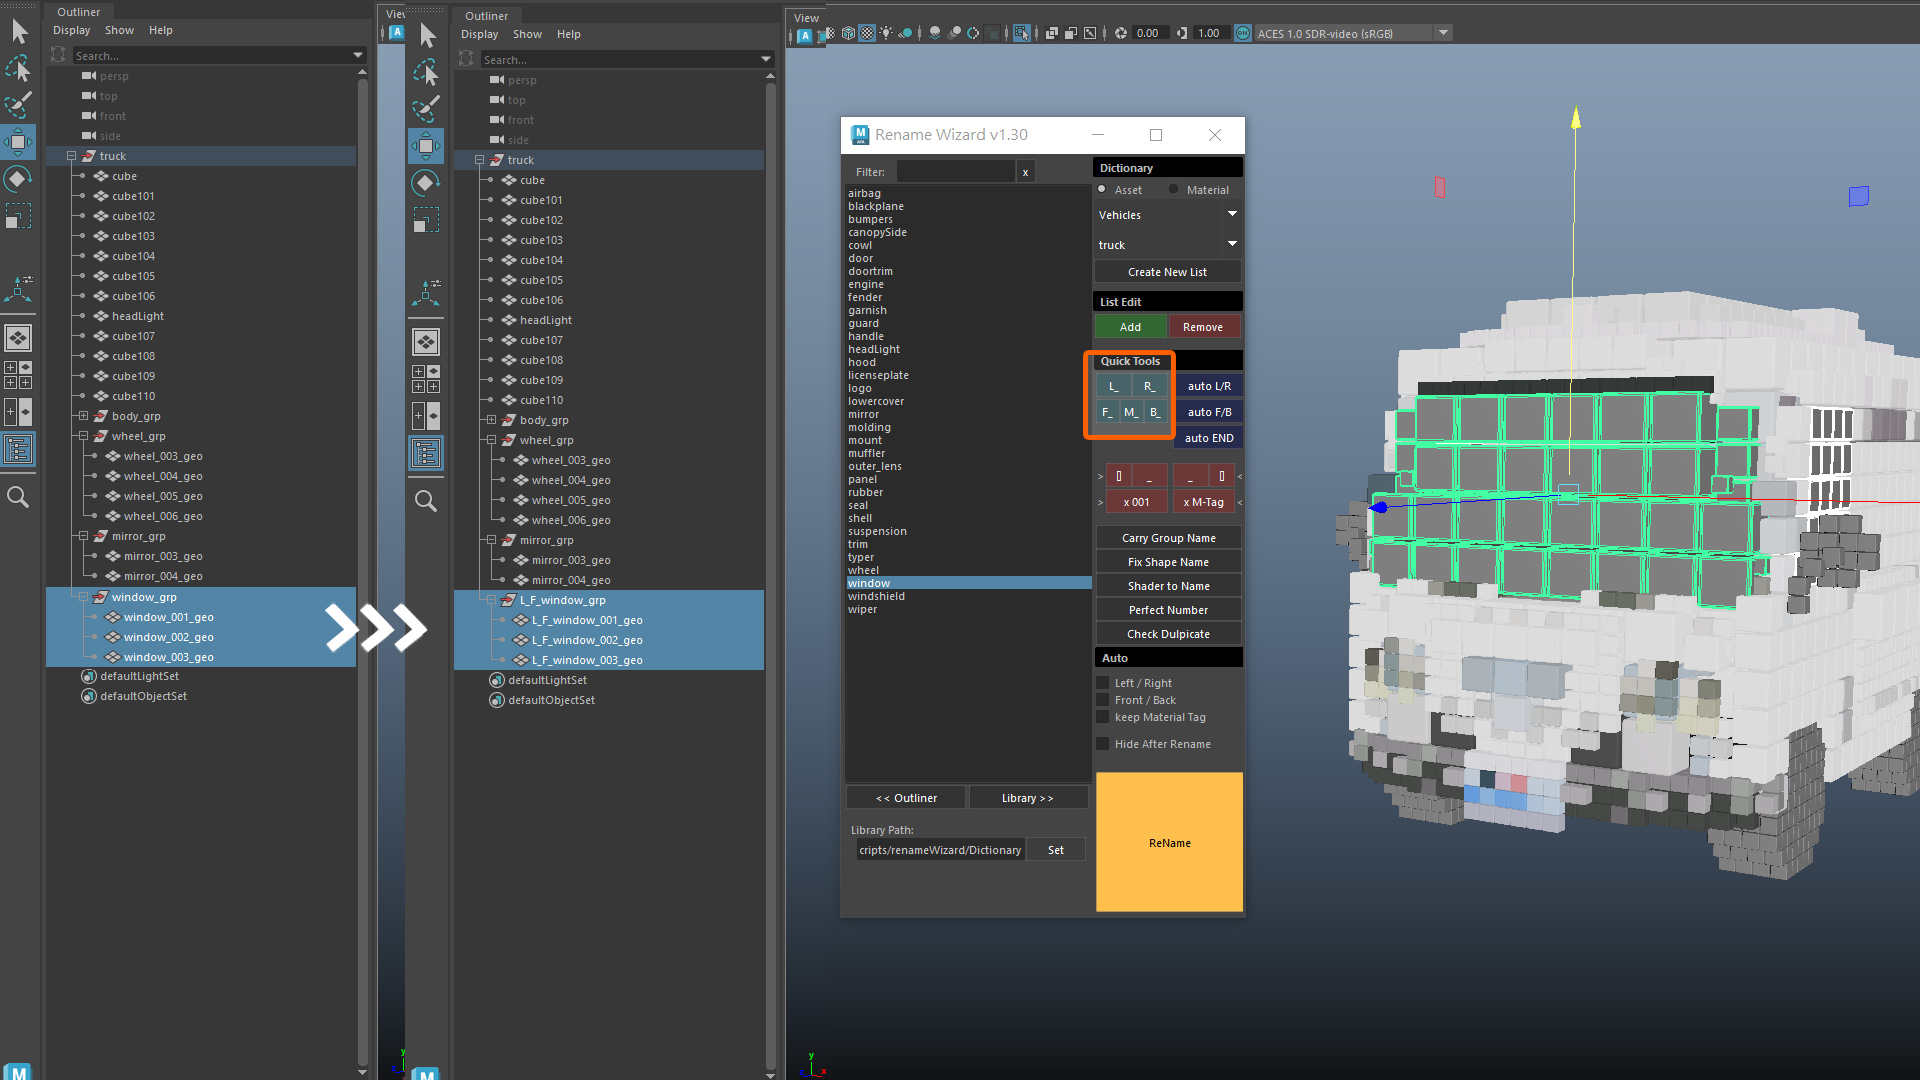 Outliner
Display Show Help
Search...
persp
top
front
side
truck
cube
cube101
cube102
cube103
cube104
cube105
cube106
headLight
cube107
cube108
cube109
cube110
body_grp
wheel_grp
wheel_003_geo
wheel_004_geo
wheel_005_geo
wheel_006_geo
mirror_grp
mirror_003_geo
mirror_004_geo
window_grp
window_001_geo
window_002_geo
window_003_geo
defaultLightSet
defaultObjectSet
M
A
y
Outliner
Display Show Help
Search...
persp
top
front
side
truck
cube
cube101
cube102
cube103
cube104
cube105
cube106
headLight
cube107
cube108
cube109
cube110
body_grp
wheel_grp
wheel_003_geo
wheel_004_geo
wheel_005_geo
wheel_006_geo
mirror_grp
mirror_003_geo
mirror_004_geo
L_F_window_grp
L_F_window_001_geo
L_F_window_002_geo
L_F_window_003_geo
defaultLightSet
defaultObjectSet
M
View
A
0.00 1.00 ON ACES 1.0 SDR-video (sRGB)
M Rename Wizard v1.30
Filter: x
airbag
blackplane
bumpers
canopySide
cowl
door
doortrim
engine
fender
garnish
guard
handle
headLight
hood
licenseplate
logo
lowercover
mirror
molding
mount
muffler
outer_lens
panel
rubber
seal
shell
suspension
trim
typer
wheel
window
windshield
wiper
<< Outliner Library >>
Library Path:
cripts/renameWizard/Dictionary Set
Dictionary
Asset Material
Vehicles
truck
Create New List
List Edit
Add Remove
Quick Tools
L_ R_ auto L/R
F_ M_ B_ auto F/B
auto END
> [] _ _ [] <
> x 001 x M-Tag <
Carry Group Name
Fix Shape Name
Shader to Name
Perfect Number
Check Dulpicate
Auto
Left / Right
Front / Back
keep Material Tag
Hide After Rename
ReName
y
x